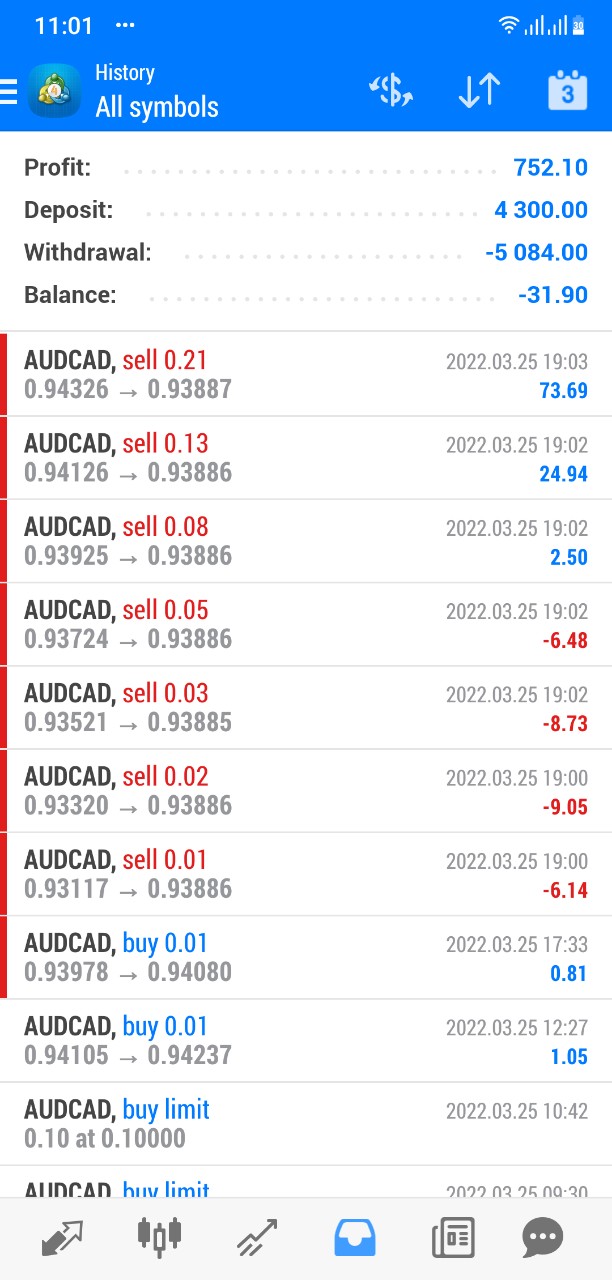 11:01
30
History
All symbols
3
Profit: 752.10
Deposit: 4 300.00
Withdrawal: -5 084.00
Balance: -31.90
AUDCAD, sell 0.21 2022.03.25 19:03
0.94326 → 0.93887 73.69
AUDCAD, sell 0.13 2022.03.25 19:02
0.94126 → 0.93886 24.94
AUDCAD, sell 0.08 2022.03.25 19:02
0.93925 → 0.93886 2.50
AUDCAD, sell 0.05 2022.03.25 19:02
0.93724 → 0.93886 -6.48
AUDCAD, sell 0.03 2022.03.25 19:02
0.93521 → 0.93885 -8.73
AUDCAD, sell 0.02 2022.03.25 19:00
0.93320 → 0.93886 -9.05
AUDCAD, sell 0.01 2022.03.25 19:00
0.93117 → 0.93886 -6.14
AUDCAD, buy 0.01 2022.03.25 17:33
0.93978 → 0.94080 0.81
AUDCAD, buy 0.01 2022.03.25 12:27
0.94105 → 0.94237 1.05
AUDCAD, buy limit 2022.03.25 10:42
0.10 at 0.10000
AUDCAD, buy limit 2022.03.25 09:30